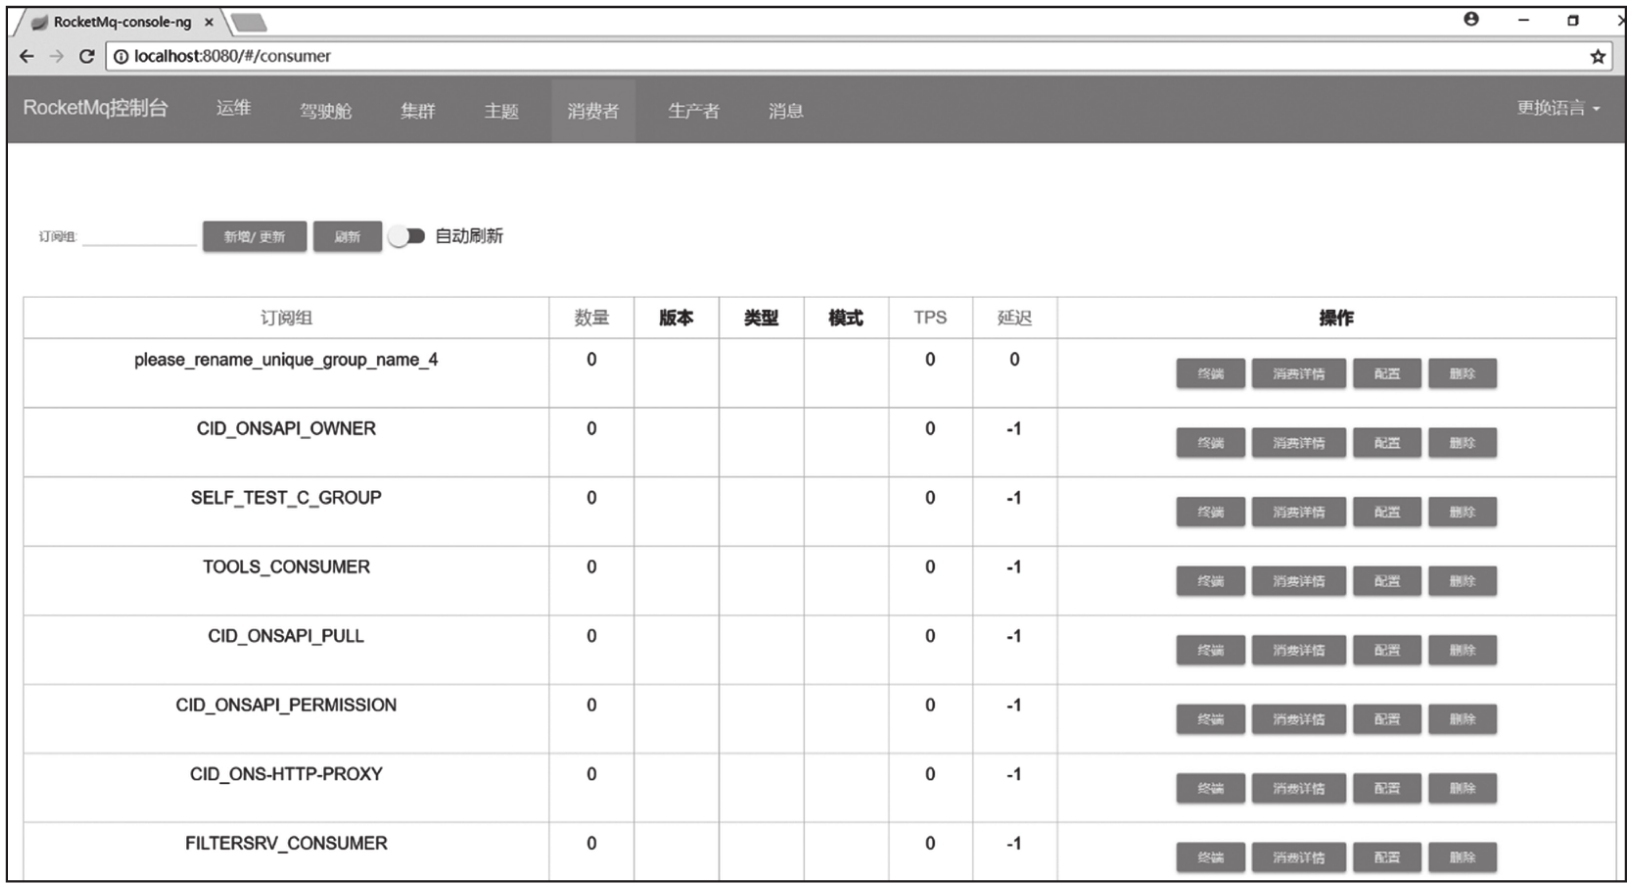 RocketMq-console-ng
localhost:8080/#/consumer
RocketMq控制台 运维 驾驶舱 集群 主题 消费者 生产者 消息 更换语言
订阅组: 新增/ 更新 刷新 自动刷新
订阅组 数量 版本 类型 模式 TPS 延迟 操作
please_rename_unique_group_name_4 0 0 0 终端 消费详情 配置 删除
CID_ONSAPI_OWNER 0 0 -1 终端 消费详情 配置 删除
SELF_TEST_C_GROUP 0 0 -1 终端 消费详情 配置 删除
TOOLS_CONSUMER 0 0 -1 终端 消费详情 配置 删除
CID_ONSAPI_PULL 0 0 -1 终端 消费详情 配置 删除
CID_ONSAPI_PERMISSION 0 0 -1 终端 消费详情 配置 删除
CID_ONS-HTTP-PROXY 0 0 -1 终端 消费详情 配置 删除
FILTERSRV_CONSUMER 0 0 -1 终端 消费详情 配置 删除